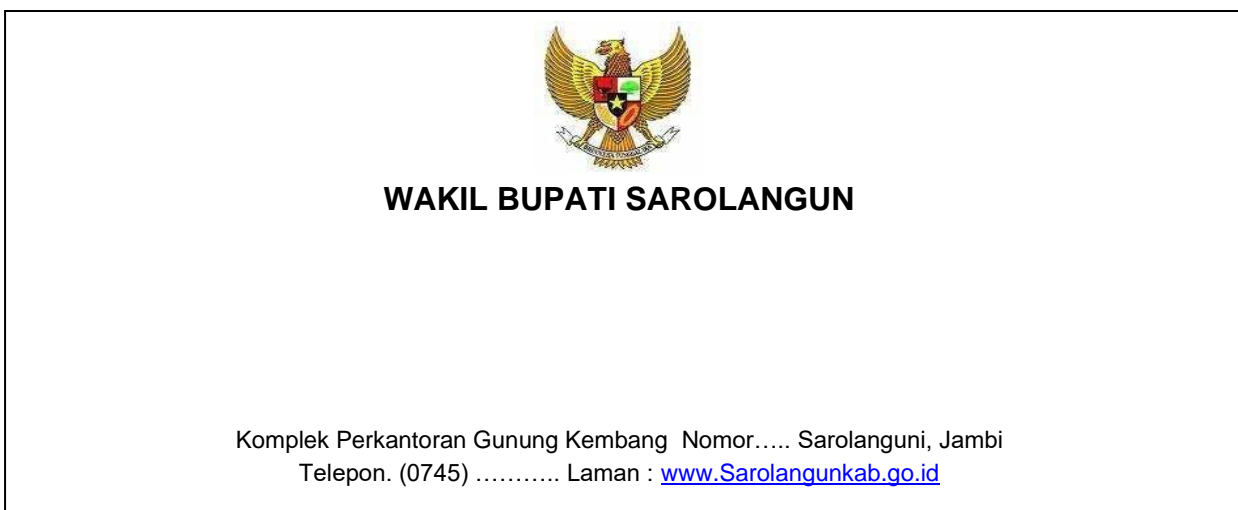 WAKIL BUPATI SAROLANGUN
Komplek Perkantoran Gunung Kembang  Nomor….. Sarolanguni, Jambi
Telepon. (0745) ……….. Laman : www.Sarolangunkab.go.id